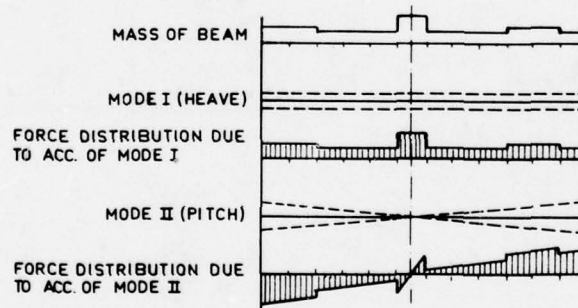 MASS OF BEAM
MODE I (HEAVE)
FORCE DISTRIBUTION DUE
TO ACC. OF MODE I
MODE II (PITCH)
FORCE DISTRIBUTION DUE
TO ACC. OF MODE II